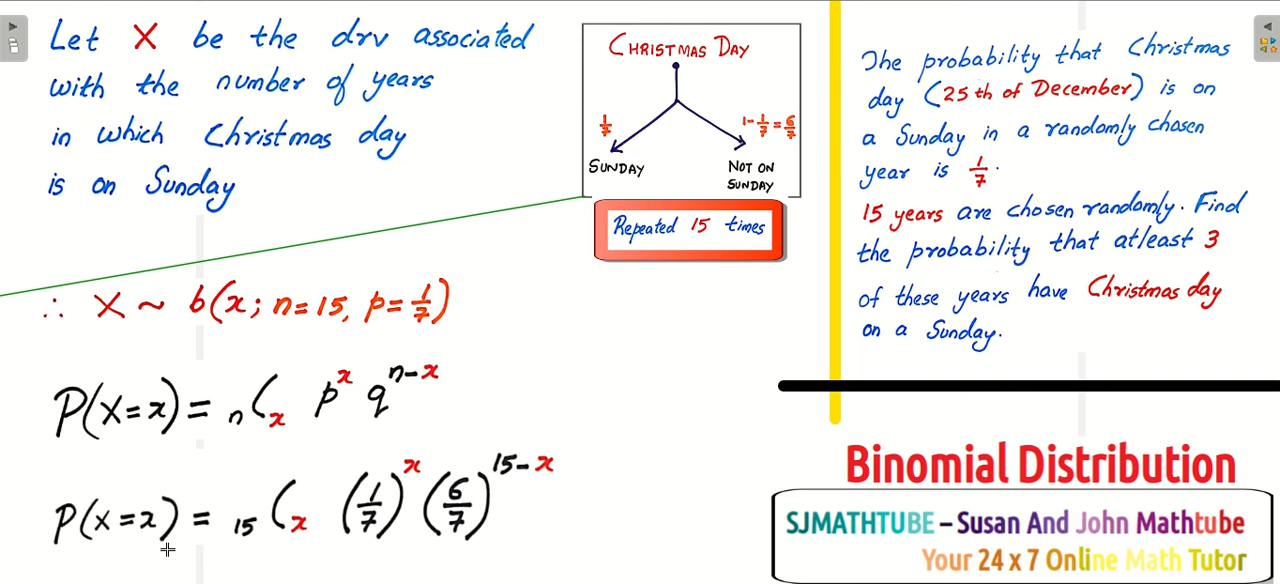 Let X be the drv associated
with the number of years
in which Christmas day
is on Sunday
∴ X ~ b(x; n=15, p=1/7)
P(X=x) = nCx p^x q^(n-x)
P(X=x) = 15Cx (1/7)^x (6/7)^(15-x)
CHRISTMAS DAY
1/7
1-1/7=6/7
SUNDAY
NOT ON
SUNDAY
Repeated 15 times
The probability that Christmas
day (25th of December) is on
a Sunday in a randomly chosen
year is 1/7.
15 years are chosen randomly. Find
the probability that atleast 3
of these years have Christmas day
on a Sunday.
Binomial Distribution
SJMATHTUBE – Susan And John Mathtube
Your 24 x 7 Online Math Tutor